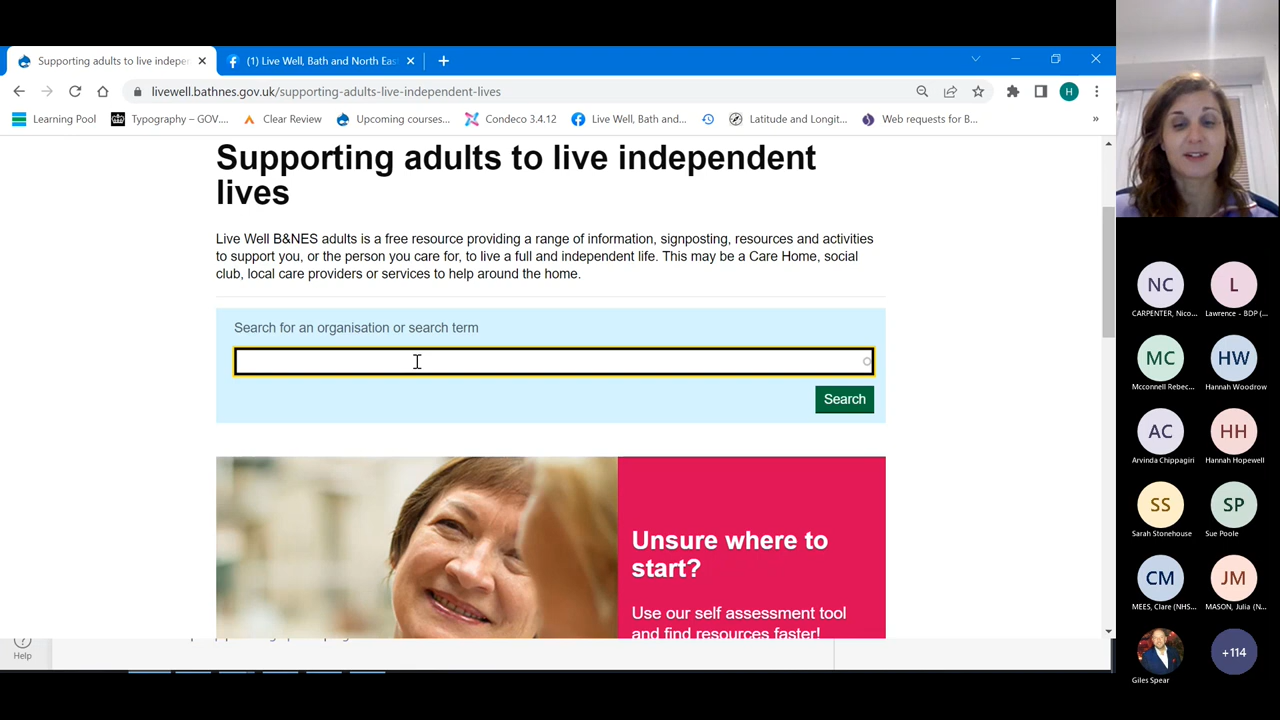 Supporting adults to live indeper
(1) Live Well, Bath and North Eas
livewell.bathnes.gov.uk/supporting-adults-live-independent-lives
H
Learning Pool
Typography – GOV....
Clear Review
Upcoming courses...
Condeco 3.4.12
Live Well, Bath and...
Latitude and Longit...
Web requests for B...
»
Supporting adults to live independent
lives
Live Well B&NES adults is a free resource providing a range of information, signposting, resources and activities
to support you, or the person you care for, to live a full and independent life. This may be a Care Home, social
club, local care providers or services to help around the home.
Search for an organisation or search term
Search
Unsure where to
start?
Use our self assessment tool
and find resources faster!
Help
NC
L
CARPENTER, Nico...
Lawrence - BDP (...
MC
HW
Mcconnell Rebec...
Hannah Woodrow
AC
HH
Arvinda Chippagiri
Hannah Hopewell
SS
SP
Sarah Stonehouse
Sue Poole
CM
JM
MEES, Clare (NHS...
MASON, Julia (N...
+114
Giles Spear